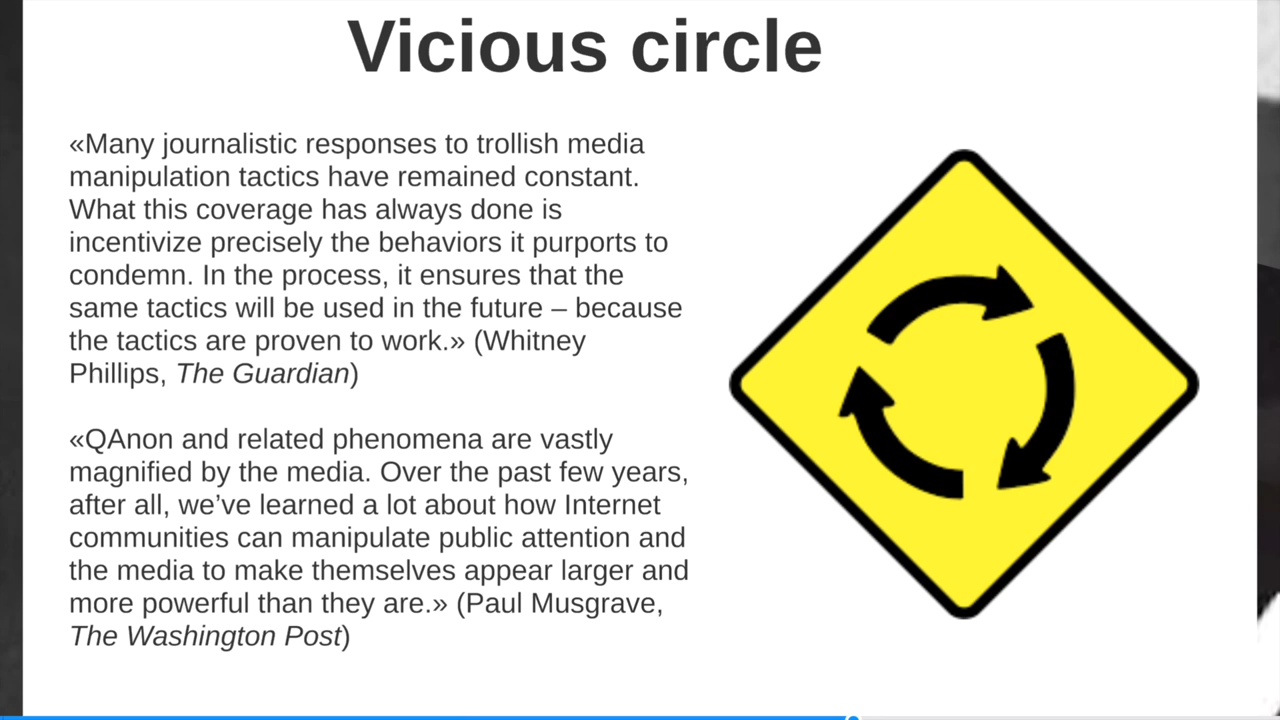 Vicious circle
«Many journalistic responses to trollish media
manipulation tactics have remained constant.
What this coverage has always done is
incentivize precisely the behaviors it purports to
condemn. In the process, it ensures that the
same tactics will be used in the future – because
the tactics are proven to work.» (Whitney
Phillips, The Guardian)
«QAnon and related phenomena are vastly
magnified by the media. Over the past few years,
after all, we’ve learned a lot about how Internet
communities can manipulate public attention and
the media to make themselves appear larger and
more powerful than they are.» (Paul Musgrave,
The Washington Post)